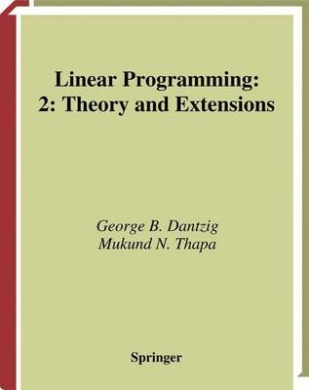 Linear Programming:
2: Theory and Extensions
George B. Dantzig
Mukund N. Thapa
Springer